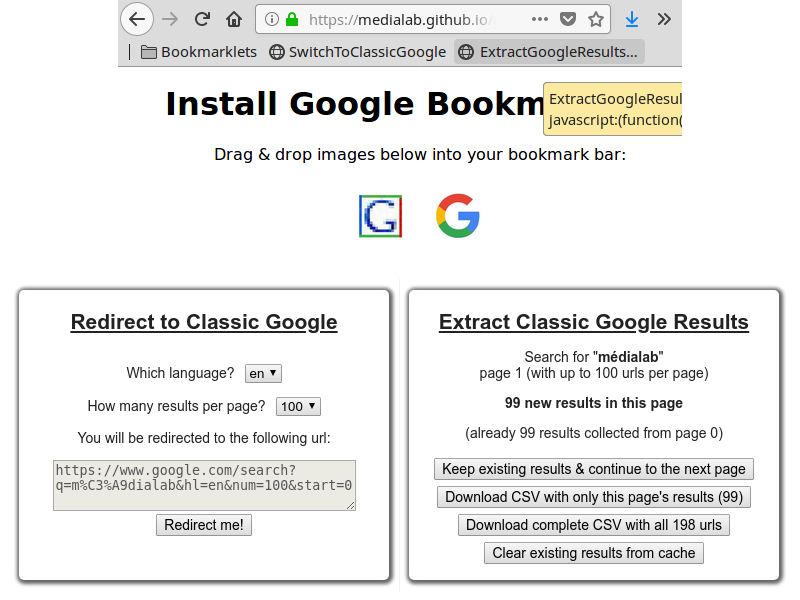 https://medialab.github.io/
Bookmarklets SwitchToClassicGoogle ExtractGoogleResults...
Install Google Bookm
ExtractGoogleResul
javascript:(function(
Drag & drop images below into your bookmark bar:
G G
Redirect to Classic Google
Which language? en
How many results per page? 100
You will be redirected to the following url:
https://www.google.com/search?
q=m%C3%A9dialab&hl=en&num=100&start=0
Redirect me!
Extract Classic Google Results
Search for "médialab"
page 1 (with up to 100 urls per page)
99 new results in this page
(already 99 results collected from page 0)
Keep existing results & continue to the next page
Download CSV with only this page's results (99)
Download complete CSV with all 198 urls
Clear existing results from cache